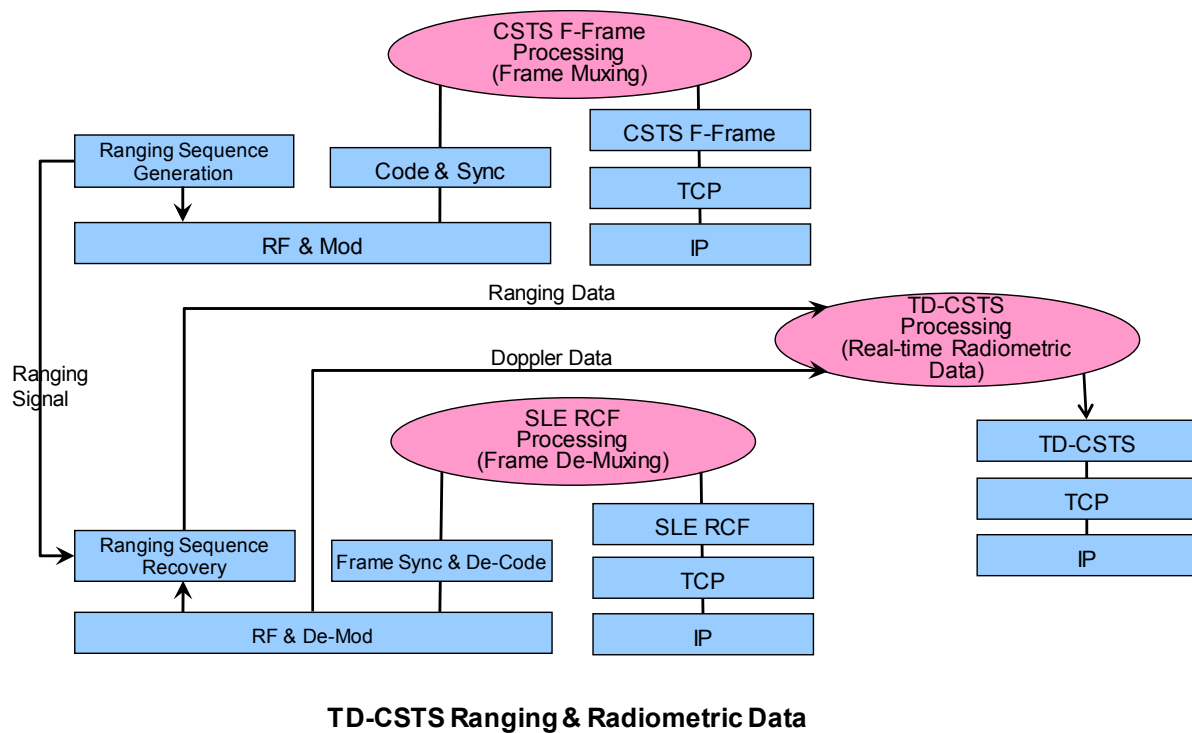 CSTS F-Frame
Processing
(Frame Muxing)
CSTS F-Frame
Ranging Sequence
Generation
Code & Sync
TCP
RF & Mod
IP
Ranging Data
TD-CSTS
Processing
(Real-time Radiometric
Data)
Doppler Data
Ranging
Signal
SLE RCF
Processing
(Frame De-Muxing)
TD-CSTS
TCP
IP
SLE RCF
Ranging Sequence
Recovery
Frame Sync & De-Code
TCP
RF & De-Mod
IP
TD-CSTS Ranging & Radiometric Data